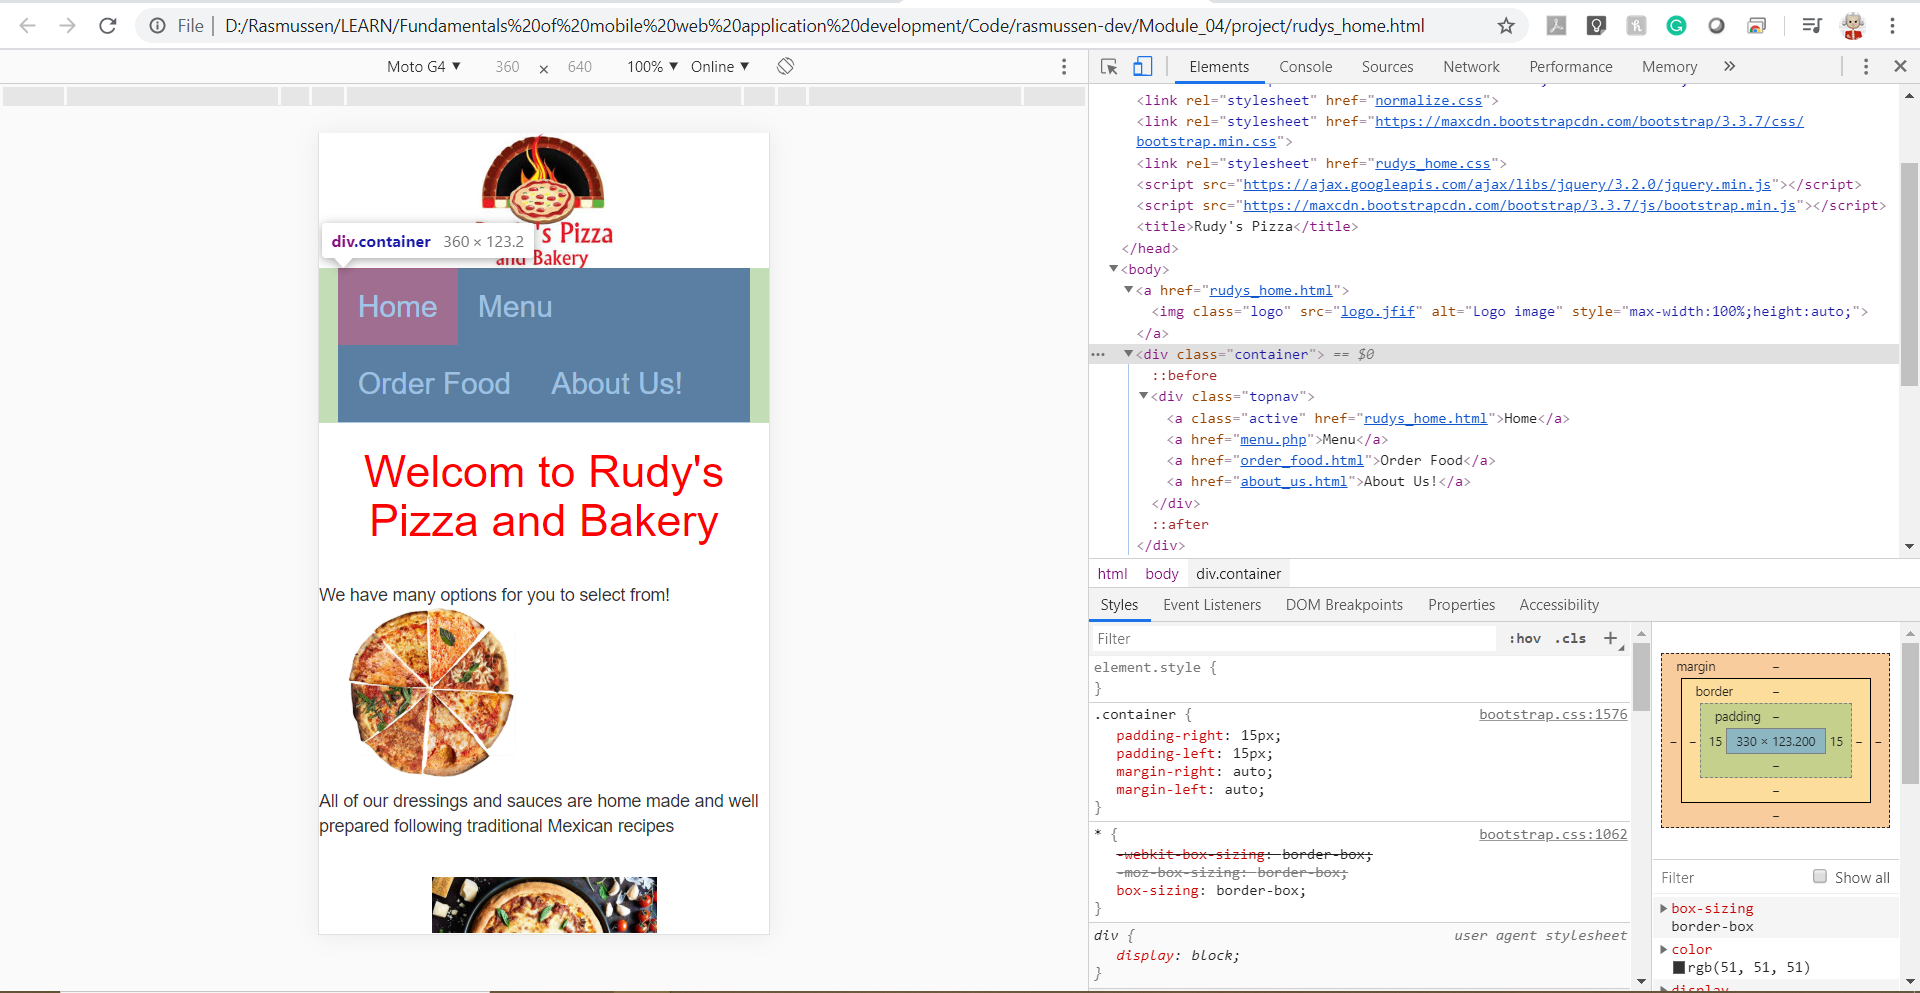 File | D:/Rasmussen/LEARN/Fundamentals%20of%20mobile%20web%20application%20development/Code/rasmussen-dev/Module_04/project/rudys_home.html
Moto G4 ▼ 360 × 640 100% ▼ Online ▼
Elements Console Sources Network Performance Memory »
's Pizza
and Bakery
div.container 360 × 123.2
Home Menu
Order Food About Us!
Welcom to Rudy's
Pizza and Bakery
We have many options for you to select from!
All of our dressings and sauces are home made and well
prepared following traditional Mexican recipes
<link rel="stylesheet" href="normalize.css">
<link rel="stylesheet" href="https://maxcdn.bootstrapcdn.com/bootstrap/3.3.7/css/
bootstrap.min.css">
<link rel="stylesheet" href="rudys_home.css">
<script src="https://ajax.googleapis.com/ajax/libs/jquery/3.2.0/jquery.min.js"></script>
<script src="https://maxcdn.bootstrapcdn.com/bootstrap/3.3.7/js/bootstrap.min.js"></script>
<title>Rudy's Pizza</title>
</head>
▼<body>
▼<a href="rudys_home.html">
<img class="logo" src="logo.jfif" alt="Logo image" style="max-width:100%;height:auto;">
</a>
… ▼<div class="container"> == $0
::before
▼<div class="topnav">
<a class="active" href="rudys_home.html">Home</a>
<a href="menu.php">Menu</a>
<a href="order_food.html">Order Food</a>
<a href="about_us.html">About Us!</a>
</div>
::after
</div>
html body div.container
Styles Event Listeners DOM Breakpoints Properties Accessibility
Filter :hov .cls +
element.style {
}
.container { bootstrap.css:1576
padding-right: 15px;
padding-left: 15px;
margin-right: auto;
margin-left: auto;
}
* { bootstrap.css:1062
-webkit-box-sizing: border-box;
-moz-box-sizing: border-box;
box-sizing: border-box;
}
div { user agent stylesheet
display: block;
}
margin –
border –
padding –
– – 15 330 × 123.200 15 – –
–
–
–
Filter Show all
box-sizing
border-box
color
rgb(51, 51, 51)
display